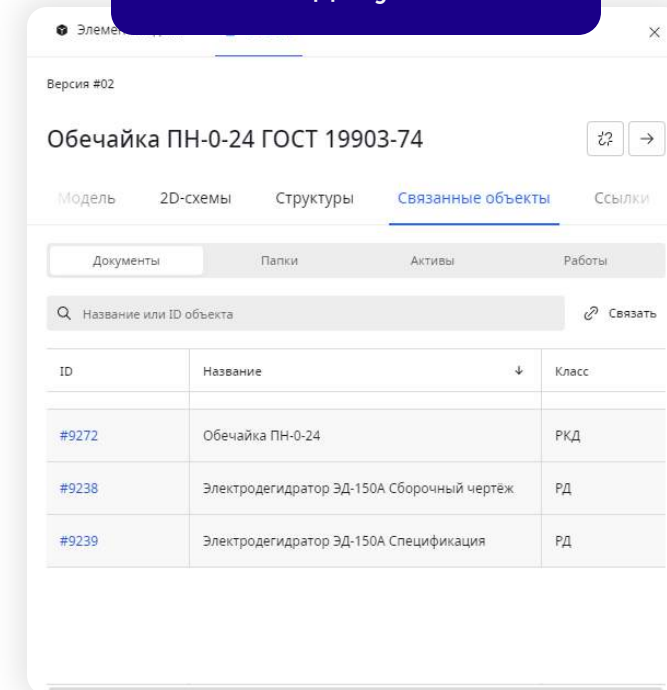 Элемен
Версия #02
Обечайка ПН-0-24 ГОСТ 19903-74
Модель 2D-схемы Структуры Связанные объекты Ссылки
Документы Папки Активы Работы
Название или ID объекта Связать
ID Название Класс
#9272 Обечайка ПН-0-24 РКД
#9238 Электродегидратор ЭД-150А Сборочный чертёж РД
#9239 Электродегидратор ЭД-150А Спецификация РД